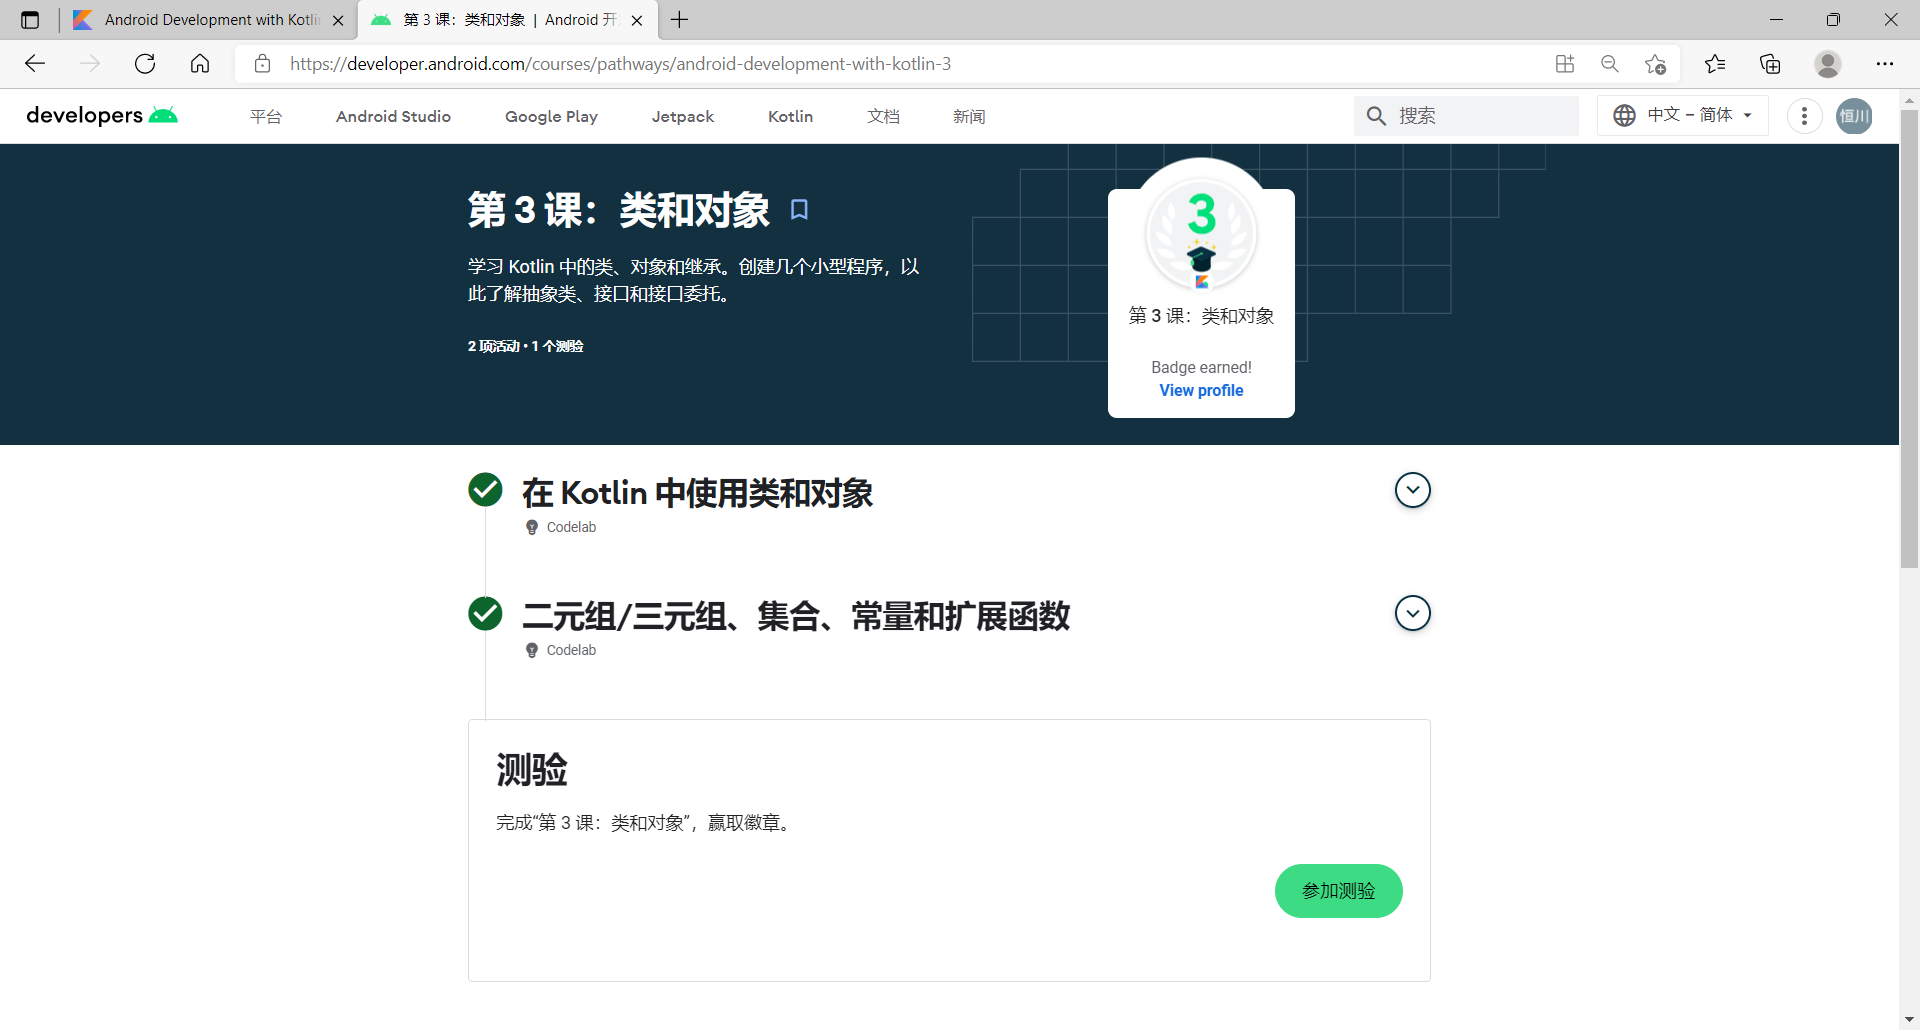 Android Development with Kotli
第 3 课：类和对象 | Android 开
https://developer.android.com/courses/pathways/android-development-with-kotlin-3
developers
平台
Android Studio
Google Play
Jetpack
Kotlin
文档
新闻
搜索
中文 – 简体
恒川
第 3 课：类和对象
学习 Kotlin 中的类、对象和继承。创建几个小型程序，以
此了解抽象类、接口和接口委托。
2 项活动 • 1 个测验
3
第 3 课：类和对象
Badge earned!
View profile
在 Kotlin 中使用类和对象
Codelab
二元组/三元组、集合、常量和扩展函数
Codelab
测验
完成“第 3 课：类和对象”，赢取徽章。
参加测验